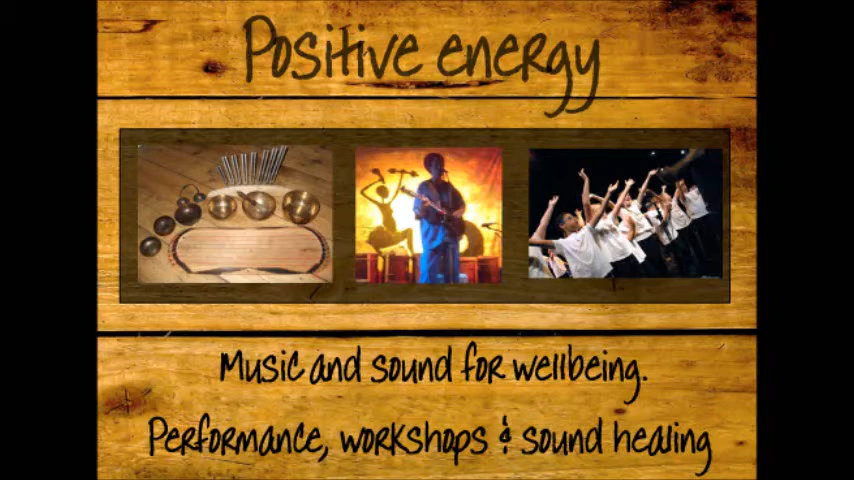 Positive energy
Music and sound for wellbeing.
Performance, workshops & sound healing